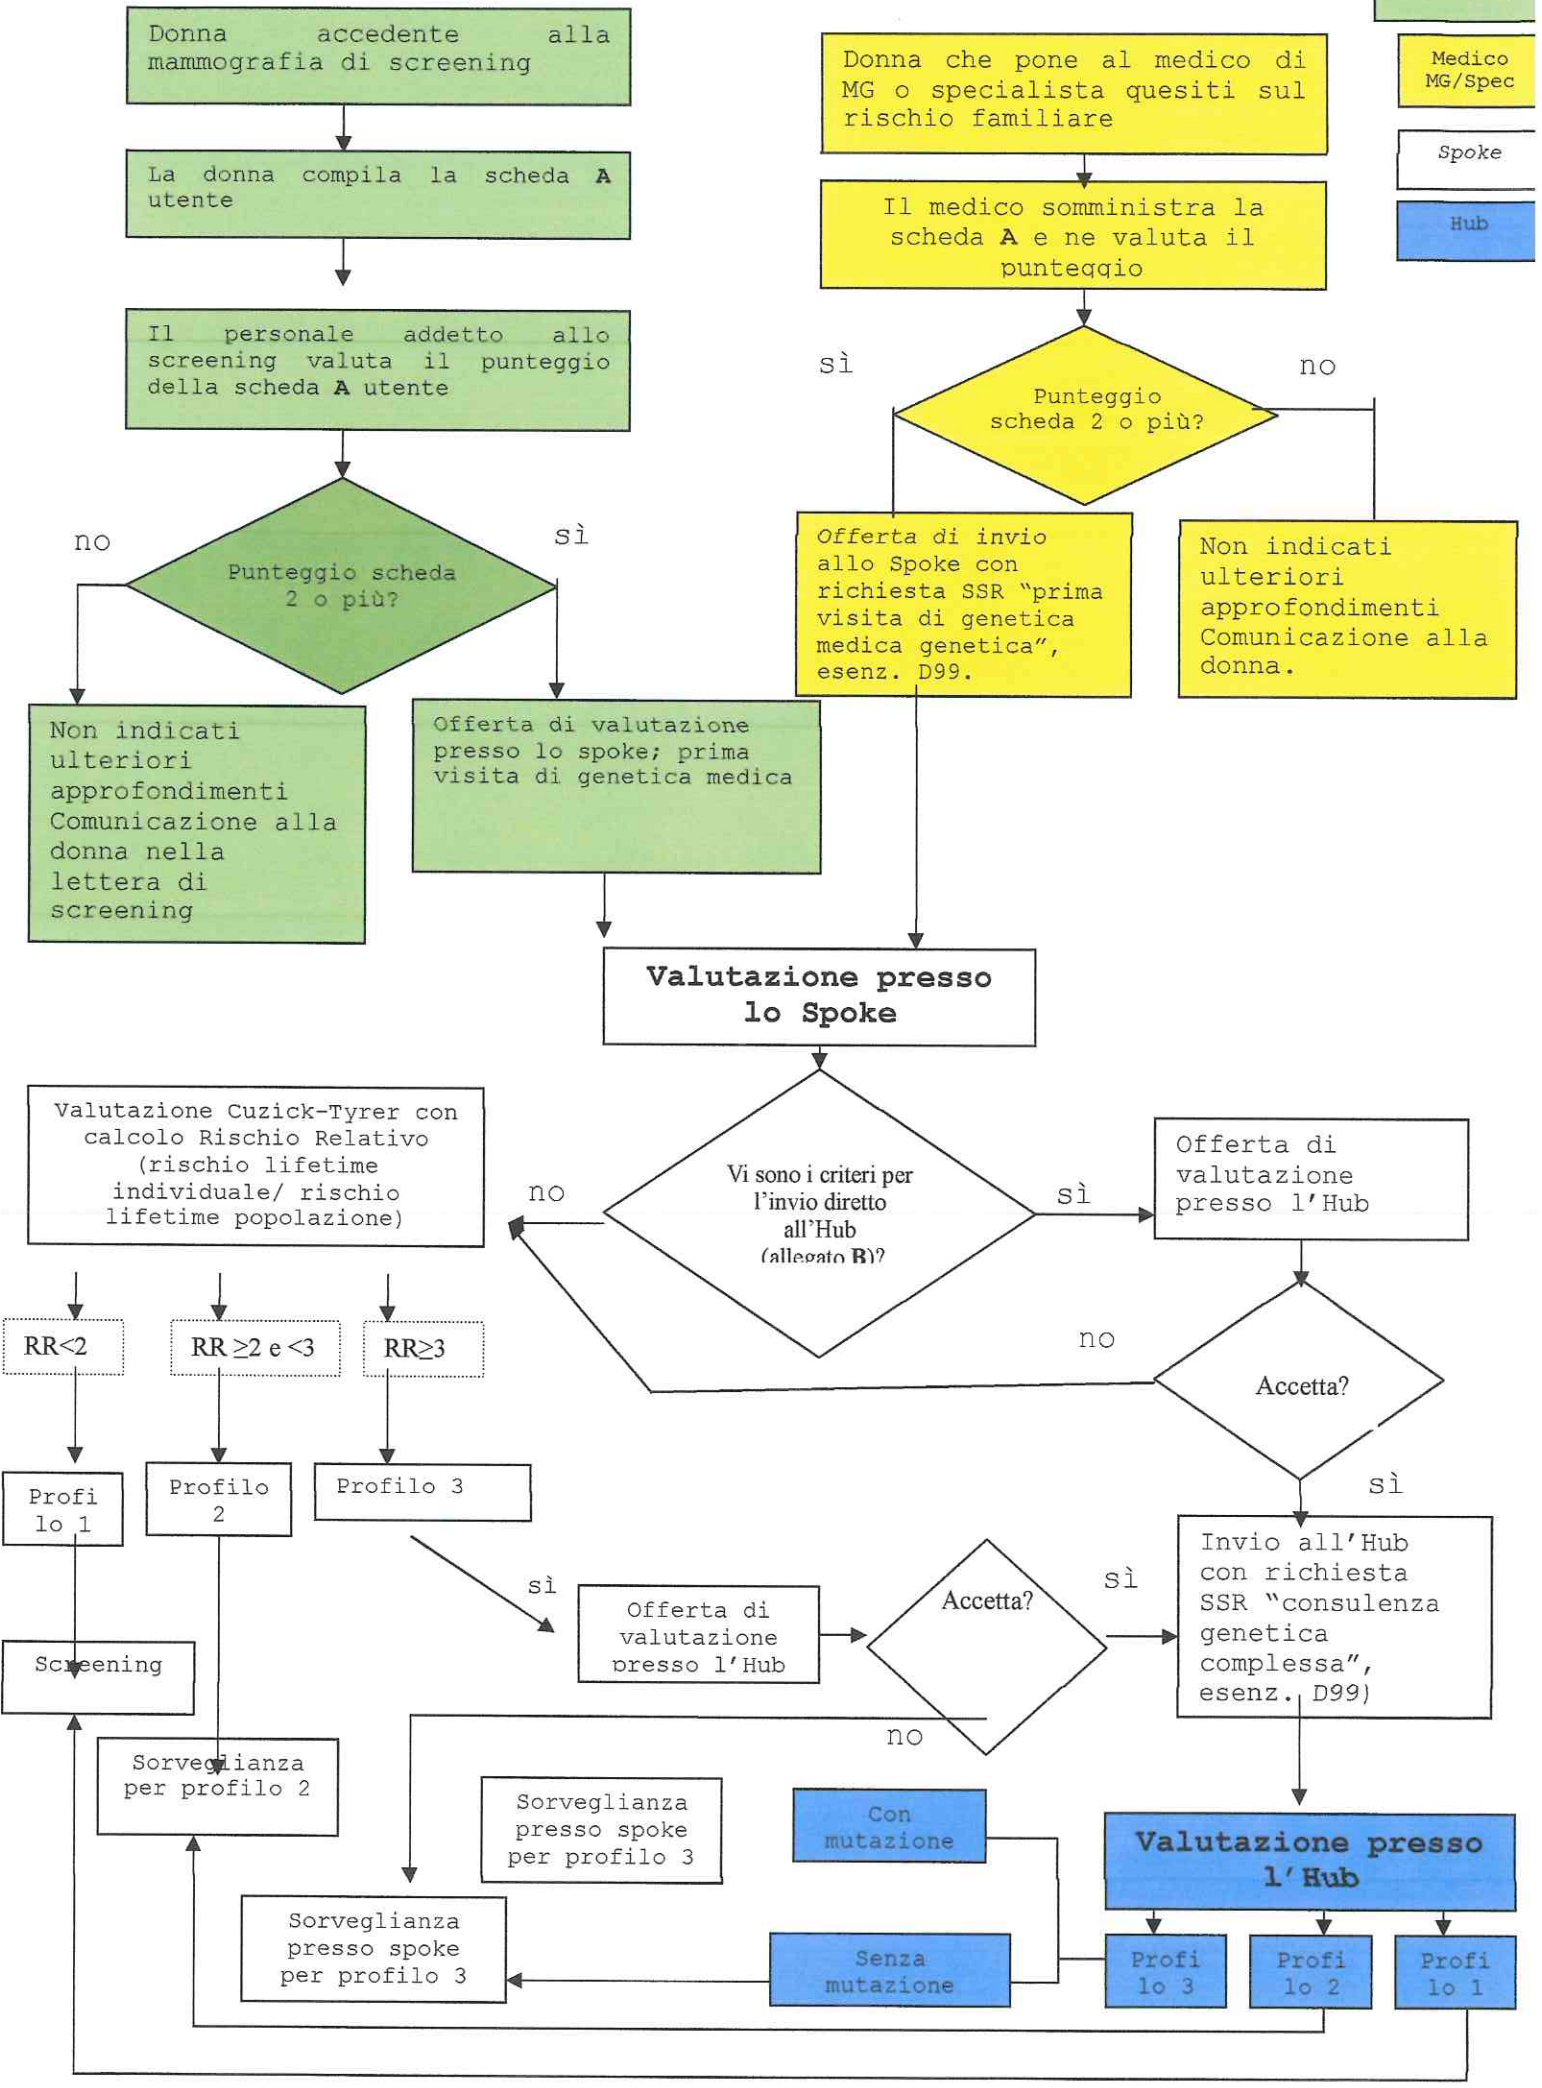 Donna accedente alla
mammografia di screening
La donna compila la scheda A
utente
Il personale addetto allo
screening valuta il punteggio
della scheda A utente
Punteggio scheda
2 o più?
no
sì
Non indicati
ulteriori
approfondimenti
Comunicazione alla
donna nella
lettera di
screening
Offerta di valutazione
presso lo spoke; prima
visita di genetica medica
Donna che pone al medico di
MG o specialista quesiti sul
rischio familiare
Il medico somministra la
scheda A e ne valuta il
punteggio
sì
no
Punteggio
scheda 2 o più?
Offerta di invio
allo Spoke con
richiesta SSR “prima
visita di genetica
medica genetica”,
esenz. D99.
Non indicati
ulteriori
approfondimenti
Comunicazione alla
donna.
Medico
MG/Spec
Spoke
Hub
Valutazione presso
lo Spoke
Vi sono i criteri per
l’invio diretto
all’Hub
(allegato B)?
no
sì
Valutazione Cuzick-Tyrer con
calcolo Rischio Relativo
(rischio lifetime
individuale/ rischio
lifetime popolazione)
Offerta di
valutazione
presso l’Hub
RR<2
RR ≥2 e <3
RR≥3
no
Accetta?
sì
Profi
lo 1
Profilo
2
Profilo 3
sì
Offerta di
valutazione
presso l’Hub
Accetta?
sì
no
Invio all’Hub
con richiesta
SSR “consulenza
genetica
complessa”,
esenz. D99)
Screening
Sorveglianza
per profilo 2
Sorveglianza
presso spoke
per profilo 3
Sorveglianza
presso spoke
per profilo 3
Con
mutazione
Senza
mutazione
Valutazione presso
l’Hub
Profi
lo 3
Profi
lo 2
Profi
lo 1